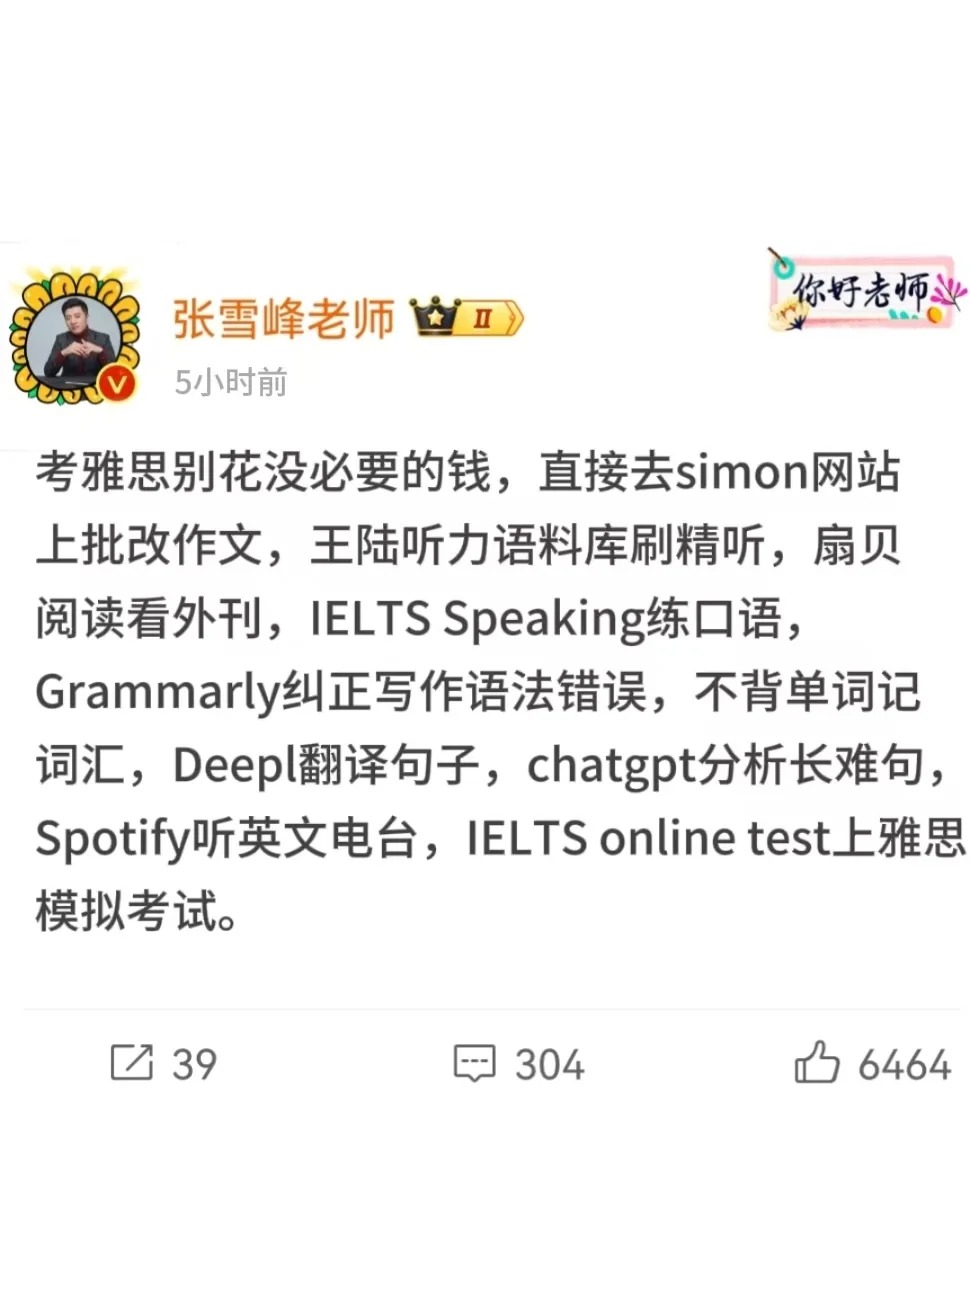 你好老师
张雪峰老师
II
5小时前
V
考雅思别花没必要的钱，直接去simon网站
上批改作文，王陆听力语料库刷精听，扇贝
阅读看外刊，IELTS Speaking练口语，
Grammarly纠正写作语法错误，不背单词记
词汇，Deepl翻译句子，chatgpt分析长难句，
Spotify听英文电台，IELTS online test上雅思
模拟考试。
39 304 6464